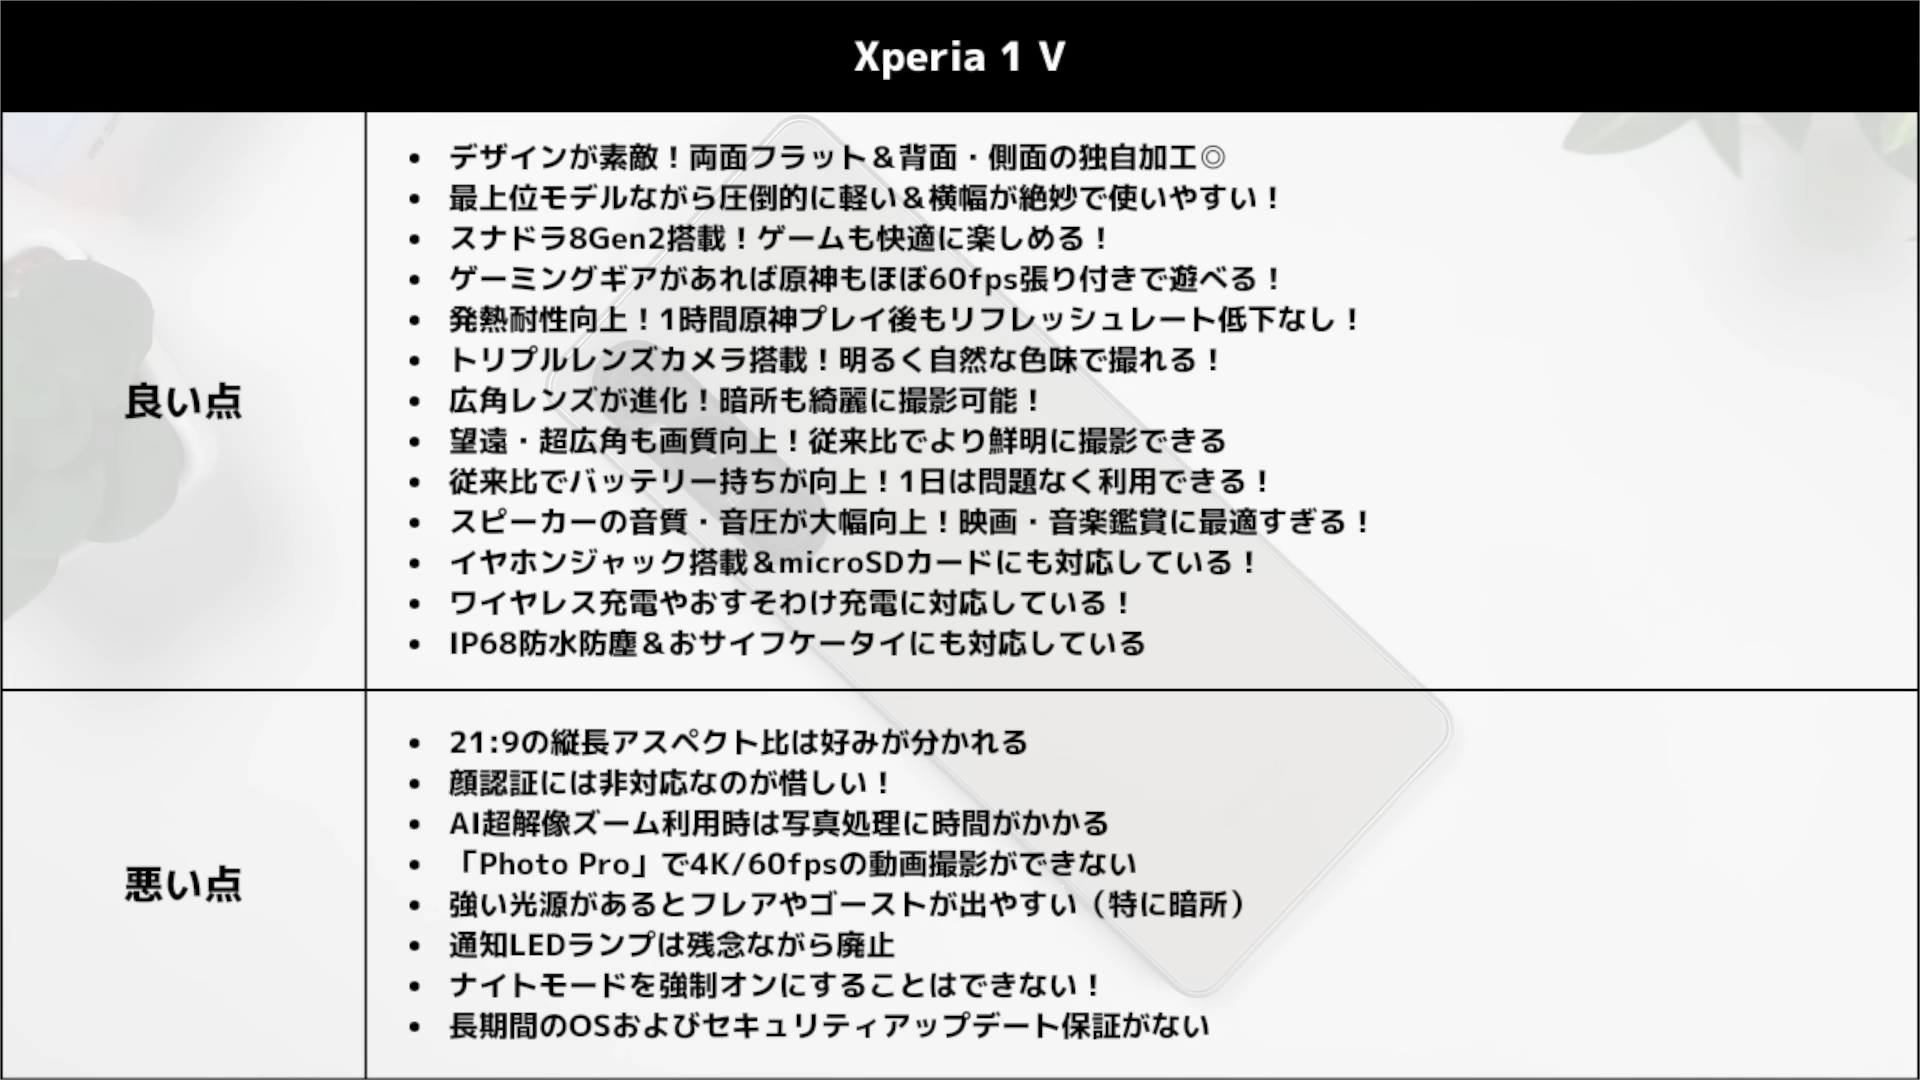 Xperia 1 V
良い点
• デザインが素敵！両面フラット＆背面・側面の独自加工◎
• 最上位モデルながら圧倒的に軽い＆横幅が絶妙で使いやすい！
• スナドラ8Gen2搭載！ゲームも快適に楽しめる！
• ゲーミングギアがあれば原神もほぼ60fps張り付きで遊べる！
• 発熱耐性向上！1時間原神プレイ後もリフレッシュレート低下なし！
• トリプルレンズカメラ搭載！明るく自然な色味で撮れる！
• 広角レンズが進化！暗所も綺麗に撮影可能！
• 望遠・超広角も画質向上！従来比でより鮮明に撮影できる
• 従来比でバッテリー持ちが向上！1日は問題なく利用できる！
• スピーカーの音質・音圧が大幅向上！映画・音楽鑑賞に最適すぎる！
• イヤホンジャック搭載＆microSDカードにも対応している！
• ワイヤレス充電やおすそわけ充電に対応している！
• IP68防水防塵＆おサイフケータイにも対応している
悪い点
• 21:9の縦長アスペクト比は好みが分かれる
• 顔認証には非対応なのが惜しい！
• AI超解像ズーム利用時は写真処理に時間がかかる
• 「Photo Pro」で4K/60fpsの動画撮影ができない
• 強い光源があるとフレアやゴーストが出やすい（特に暗所）
• 通知LEDランプは残念ながら廃止
• ナイトモードを強制オンにすることはできない！
• 長期間のOSおよびセキュリティアップデート保証がない